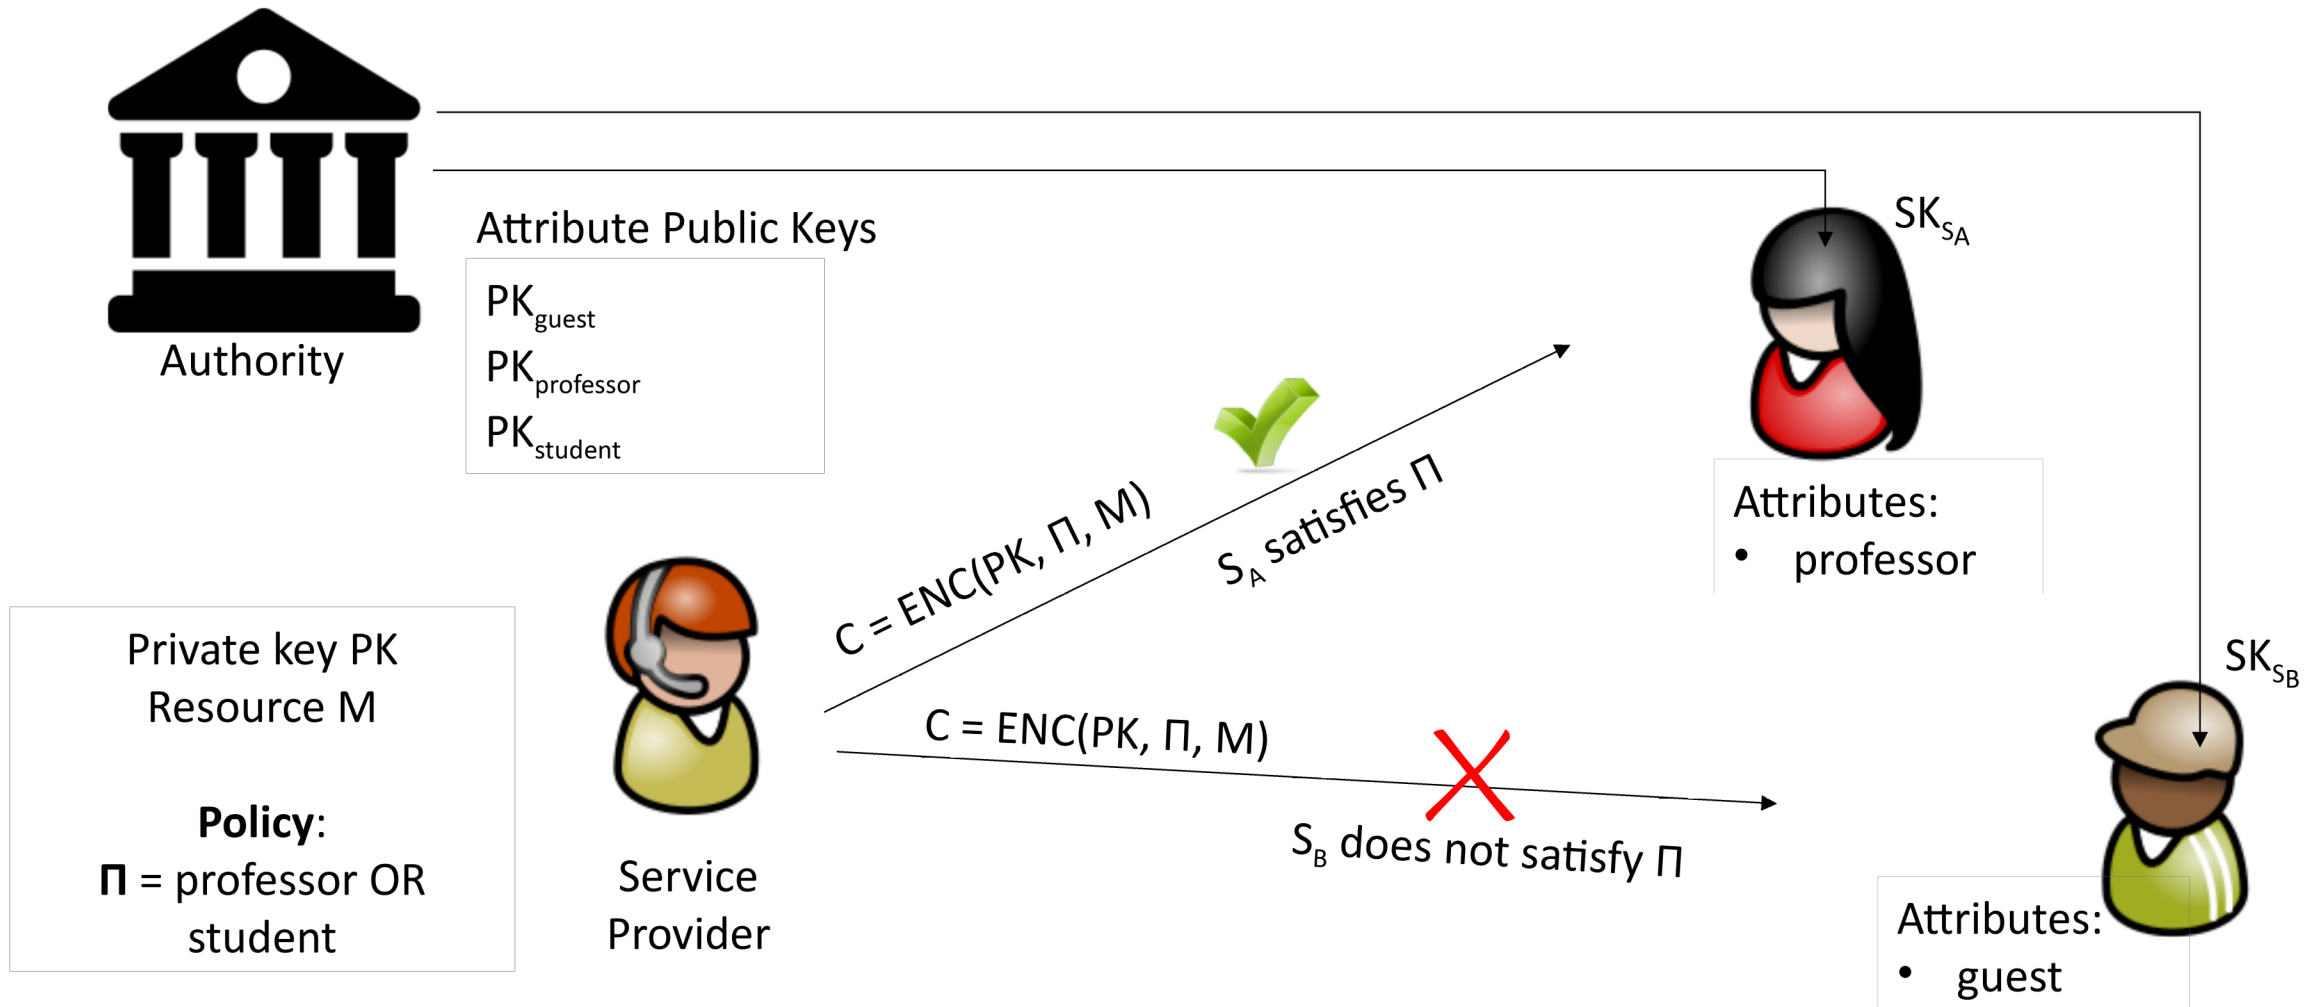 Authority
Attribute Public Keys
PKguest
PKprofessor
PKstudent
SKSA
Attributes:
• professor
C = ENC(PK, Π, M)
SA satisfies Π
Private key PK
Resource M
Policy:
Π = professor OR
student
Service
Provider
C = ENC(PK, Π, M)
SB does not satisfy Π
SKSB
Attributes:
• guest